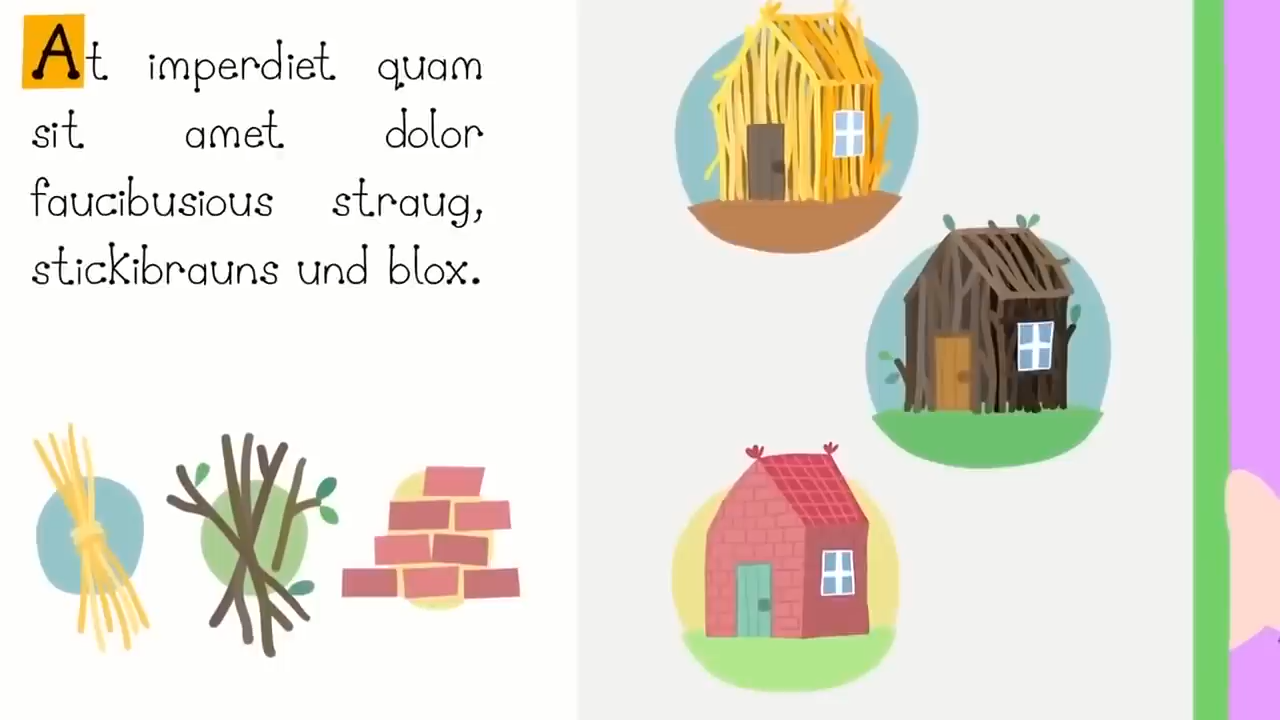 At imperdiet quam
sit amet dolor
faucibusious straug,
stickibrauns und blox.